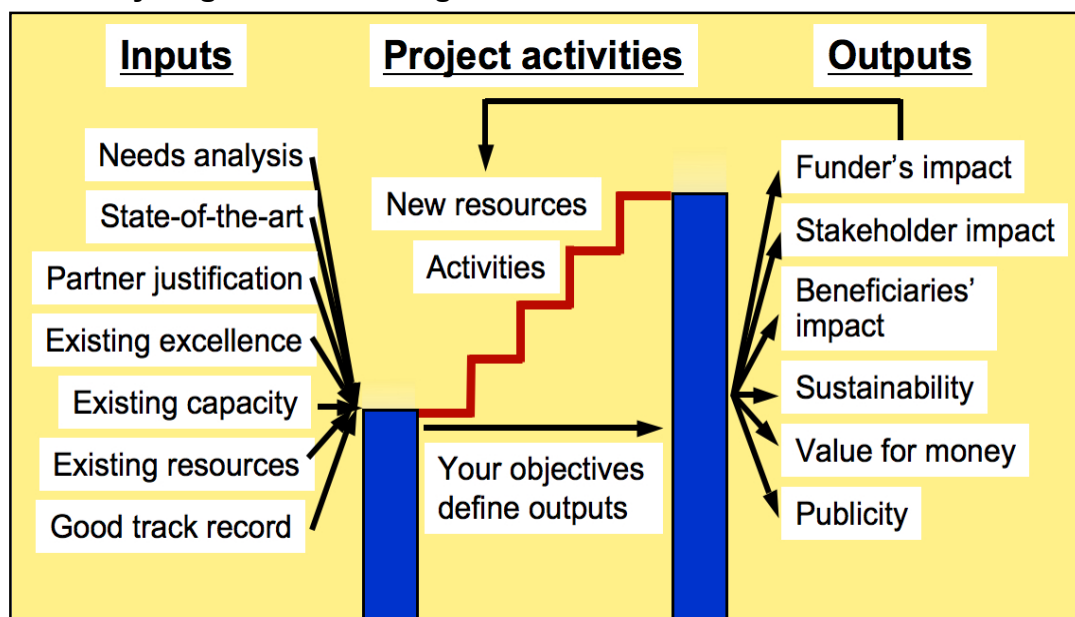 Inputs
Project activities
Outputs
Needs analysis
State-of-the-art
Partner justification
Existing excellence
Existing capacity
Existing resources
Good track record
New resources
Activities
Your objectives
define outputs
Funder's impact
Stakeholder impact
Beneficiaries'
impact
Sustainability
Value for money
Publicity